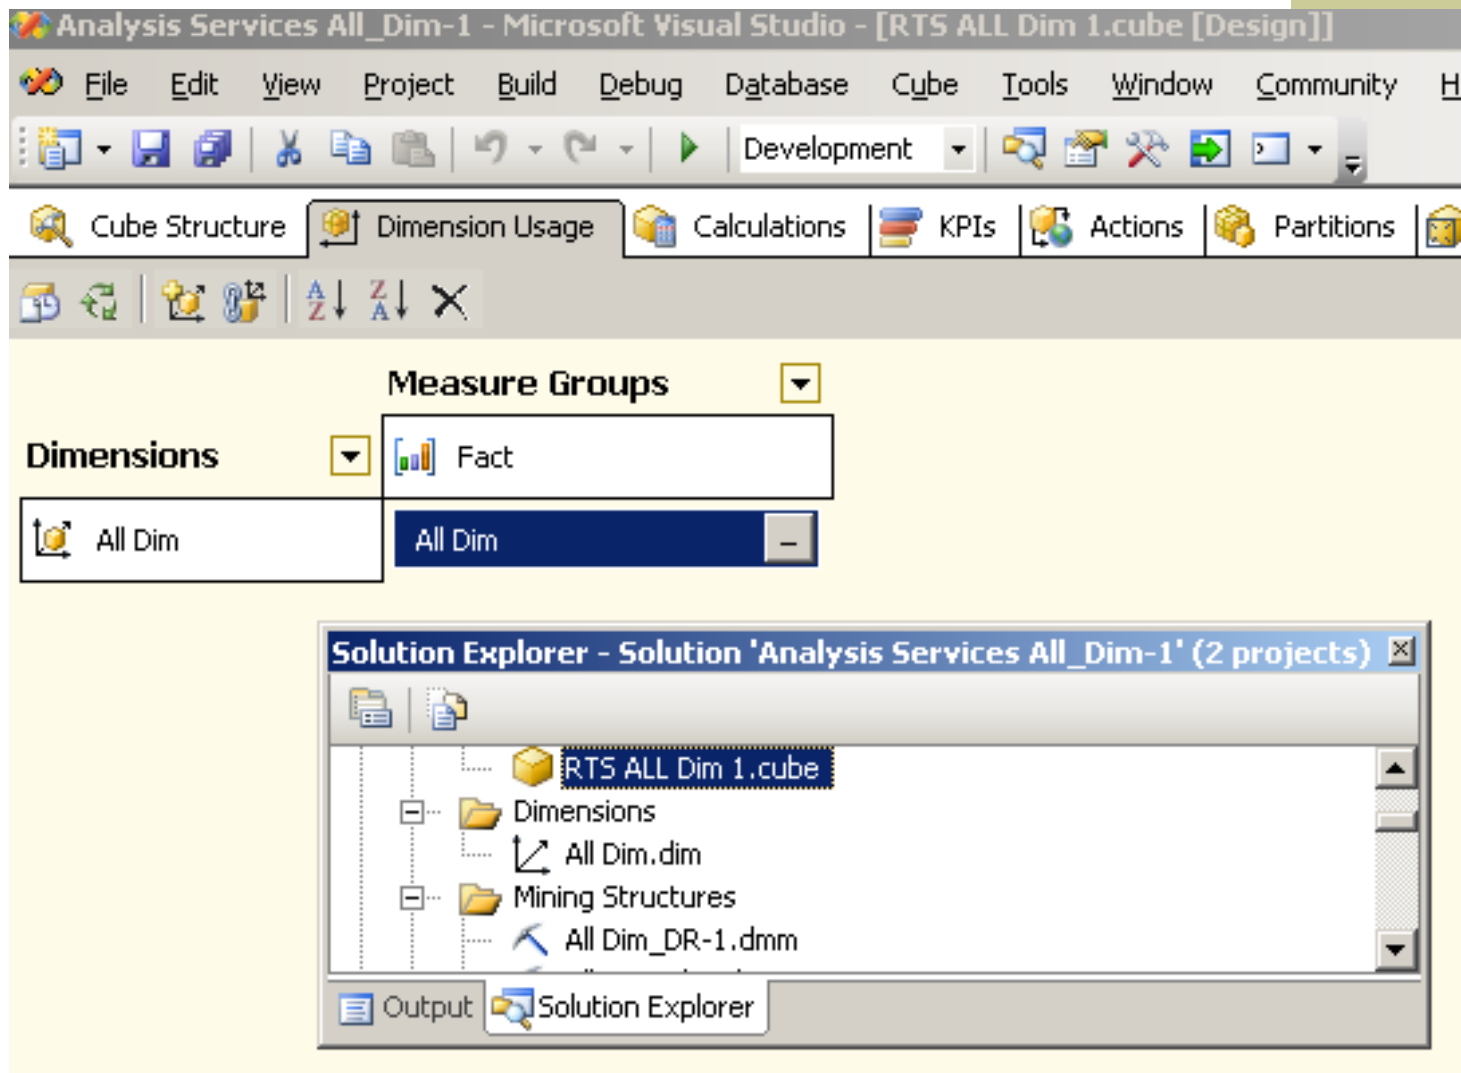 Analysis Services All_Dim-1 - Microsoft Visual Studio - [RTS ALL Dim 1.cube [Design]]
File Edit View Project Build Debug Database Cube Tools Window Community H
Development
Cube Structure Dimension Usage Calculations KPIs Actions Partitions
Measure Groups
Dimensions Fact
All Dim All Dim
Solution Explorer - Solution 'Analysis Services All_Dim-1' (2 projects)
RTS ALL Dim 1.cube
Dimensions
All Dim.dim
Mining Structures
All Dim_DR-1.dmm
Output Solution Explorer